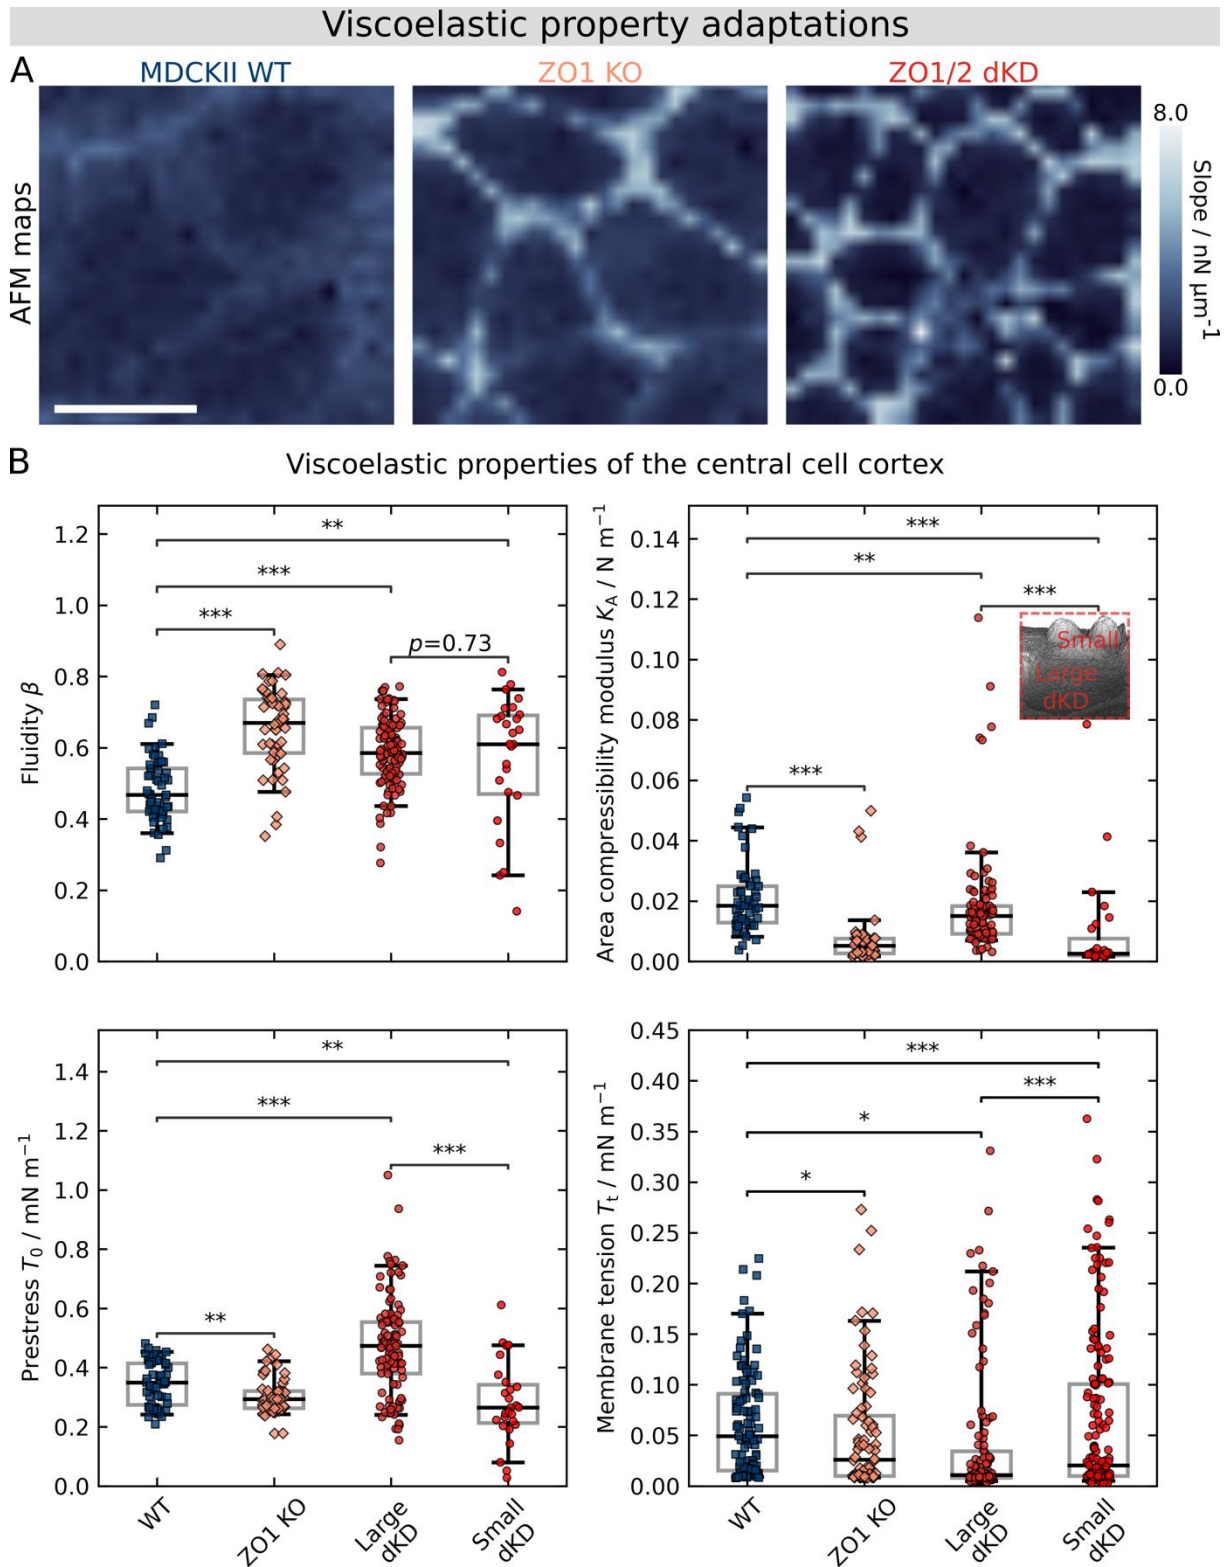 Viscoelastic property adaptations
A
MDCKII WT
ZO1 KO
ZO1/2 dKD
AFM maps
8.0
0.0
Slope / nN µm⁻¹
B
Viscoelastic properties of the central cell cortex
Fluidity β
1.2
1.0
0.8
0.6
0.4
0.2
0.0
**
***
***
p=0.73
Area compressibility modulus K_A / N m⁻¹
0.14
0.12
0.10
0.08
0.06
0.04
0.02
0.00
***
**
***
***
Small
Large
dKD
Prestress T₀ / mN m⁻¹
1.4
1.2
1.0
0.8
0.6
0.4
0.2
0.0
**
***
***
**
WT
ZO1 KO
Large
dKD
Small
dKD
Membrane tension T_t / mN m⁻¹
0.45
0.40
0.35
0.30
0.25
0.20
0.15
0.10
0.05
0.00
***
***
*
*
WT
ZO1 KO
Large
dKD
Small
dKD